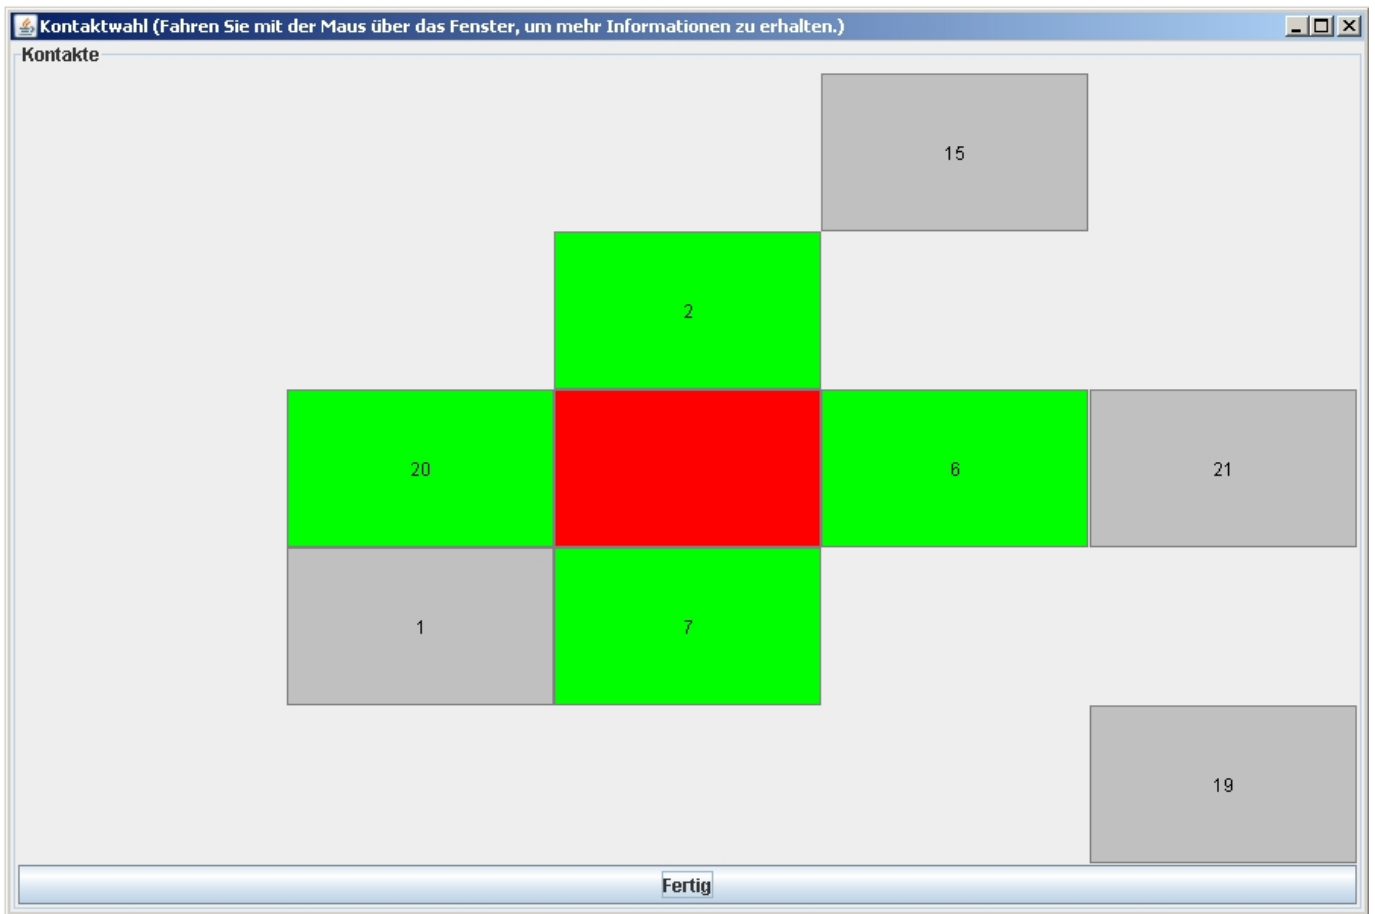 Kontaktwahl (Fahren Sie mit der Maus über das Fenster, um mehr Informationen zu erhalten.)
Kontakte
15
2
20
6
21
1
7
19
Fertig